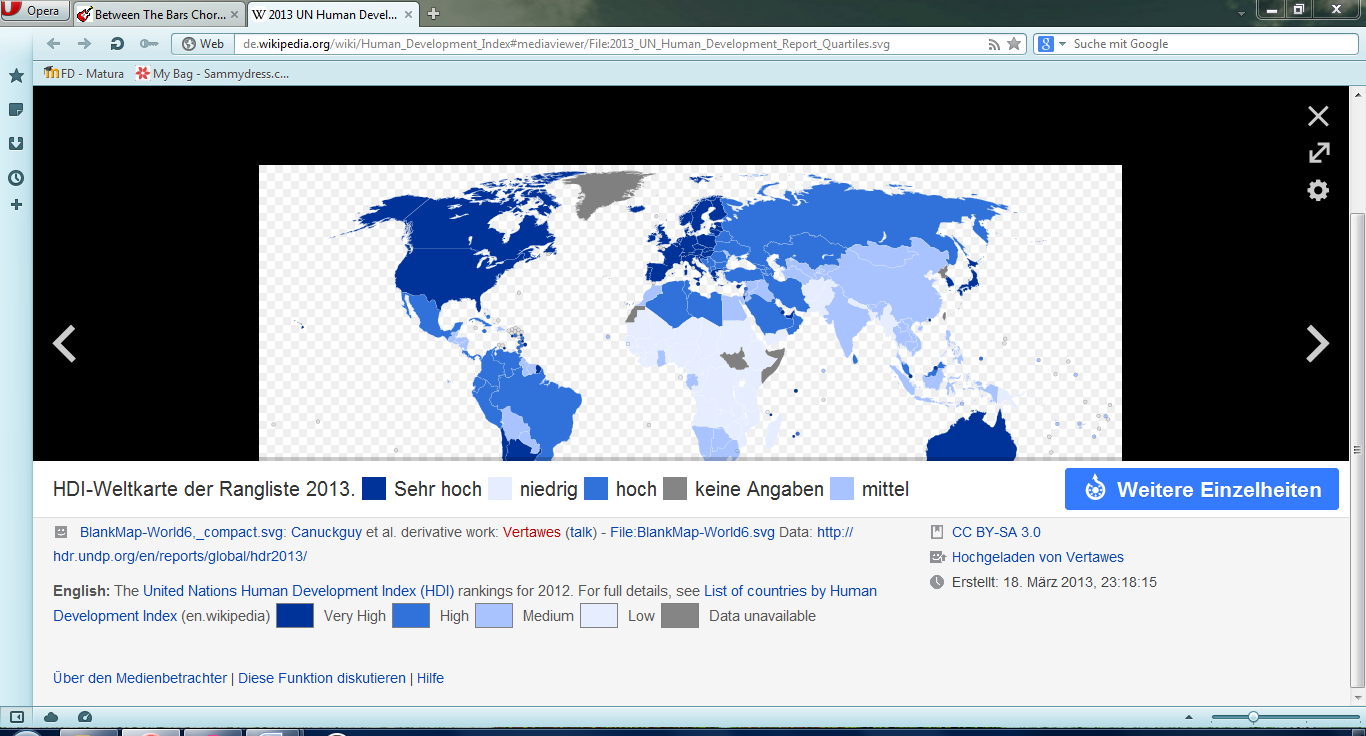 Opera
Between The Bars Chor...
2013 UN Human Devel...
Web
de.wikipedia.org/wiki/Human_Development_Index#mediaviewer/File:2013_UN_Human_Development_Report_Quartiles.svg
Suche mit Google
FD - Matura
My Bag - Sammydress.c...
HDI-Weltkarte der Rangliste 2013. Sehr hoch niedrig hoch keine Angaben mittel
Weitere Einzelheiten
BlankMap-World6,_compact.svg: Canuckguy et al. derivative work: Vertawes (talk) - File:BlankMap-World6.svg Data: http://
hdr.undp.org/en/reports/global/hdr2013/
English: The United Nations Human Development Index (HDI) rankings for 2012. For full details, see List of countries by Human
Development Index (en.wikipedia) Very High High Medium Low Data unavailable
CC BY-SA 3.0
Hochgeladen von Vertawes
Erstellt: 18. März 2013, 23:18:15
Über den Medienbetrachter | Diese Funktion diskutieren | Hilfe